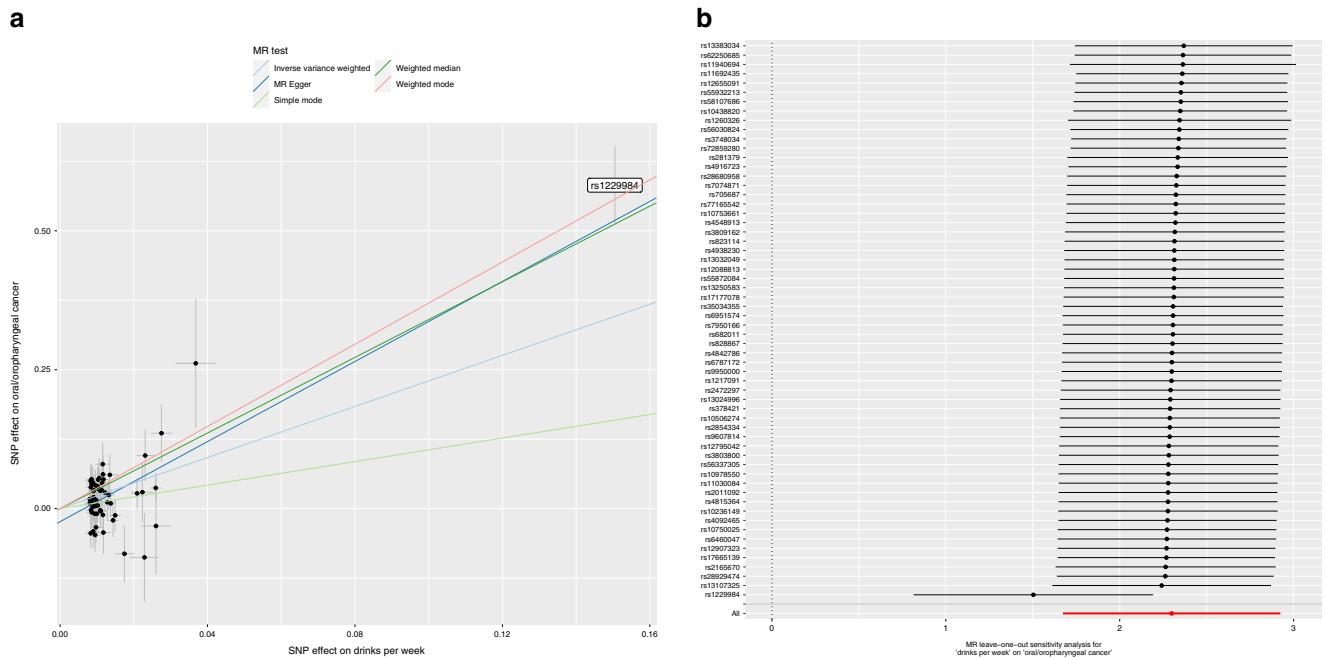 a
MR test
Inverse variance weighted
Weighted median
MR Egger
Weighted mode
Simple mode
SNP effect on oral/oropharyngeal cancer
0.50
0.25
0.00
rs1229984
0.00
0.04
0.08
0.12
0.16
SNP effect on drinks per week
b
rs13383034
rs62250685
rs11940694
rs11692435
rs12655091
rs55932213
rs58107686
rs10438820
rs1260326
rs56030824
rs3748034
rs72859280
rs281379
rs4916723
rs28680958
rs7074871
rs705687
rs77165542
rs10753661
rs4548913
rs3809162
rs823114
rs4938230
rs13032049
rs12088813
rs55872084
rs13250583
rs17177078
rs35034355
rs6951574
rs7950166
rs682011
rs828867
rs4842786
rs6787172
rs9950000
rs1217091
rs2472297
rs13024996
rs378421
rs10506274
rs2854334
rs9607814
rs12795042
rs3803800
rs56337305
rs10978550
rs11030084
rs2011092
rs4815364
rs10236149
rs4092465
rs10750025
rs6460047
rs12907323
rs17665139
rs2165670
rs28929474
rs13107325
rs1229984
All
0
1
2
3
MR leave−one−out sensitivity analysis for
'drinks per week' on 'oral/oropharyngeal cancer'